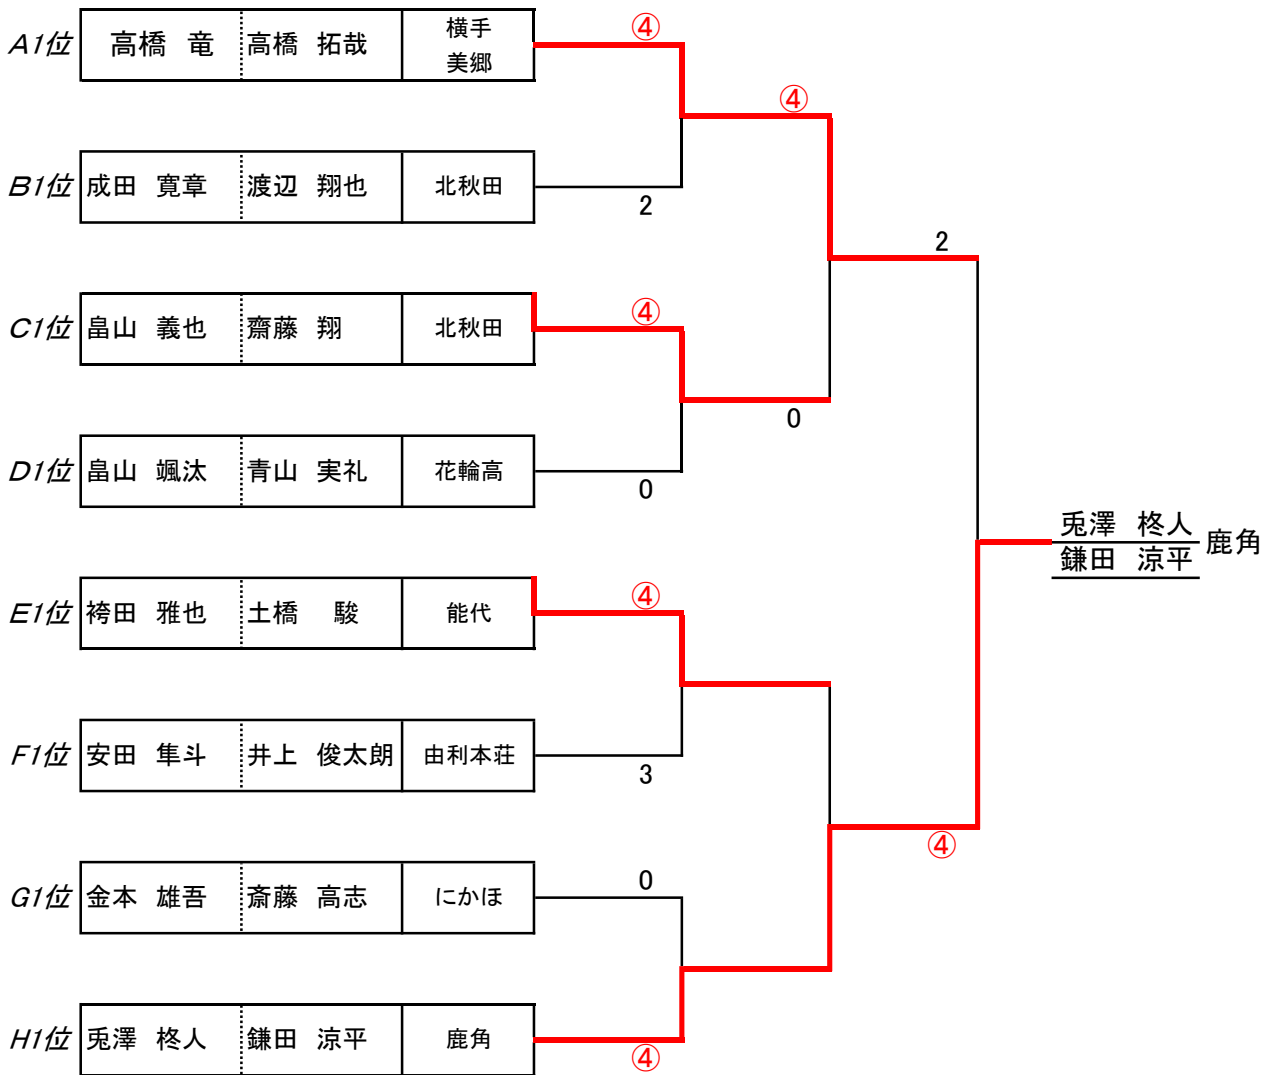 A1位 高橋 竜 高橋 拓哉 横手
美郷
④
④
B1位 成田 寛章 渡辺 翔也 北秋田
2
2
C1位 畠山 義也 齋藤 翔 北秋田
④
0
D1位 畠山 颯汰 青山 実礼 花輪高
0
兎澤 柊人
鎌田 涼平
鹿角
E1位 袴田 雅也 土橋 駿 能代
④
F1位 安田 隼斗 井上 俊太朗 由利本荘
3
④
G1位 金本 雄吾 斎藤 高志 にかほ
0
H1位 兎澤 柊人 鎌田 涼平 鹿角
④